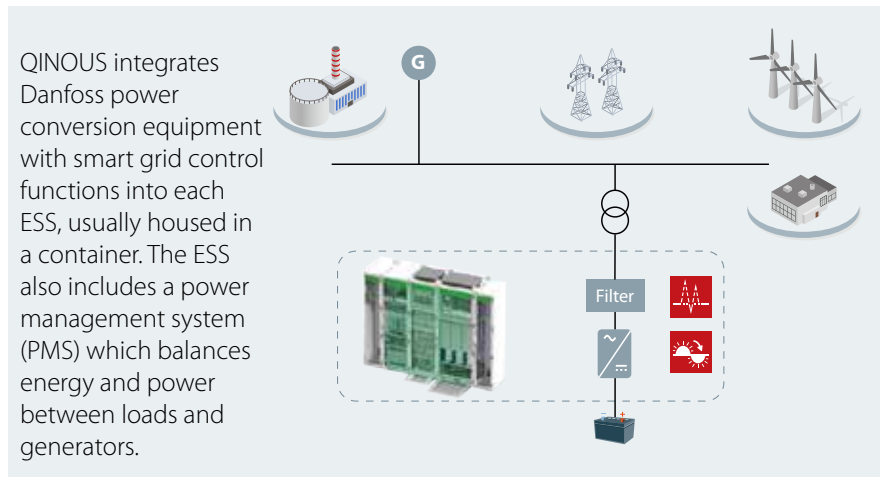 QINOUS integrates
Danfoss power
conversion equipment
with smart grid control
functions into each
ESS, usually housed in
a container. The ESS
also includes a power
management system
(PMS) which balances
energy and power
between loads and
generators.
G
Filter